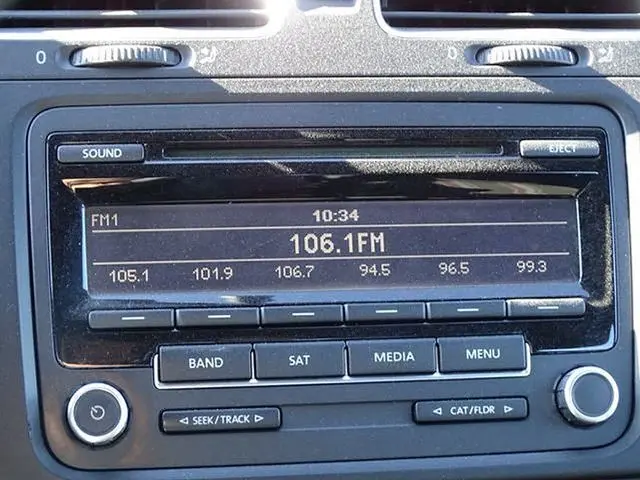 0 0
SOUND EJECT
FM1 10:34
106.1FM
105.1 101.9 106.7 94.5 96.5 99.3
BAND SAT MEDIA MENU
◁ SEEK/TRACK ▷ ◁ CAT/FLDR ▷